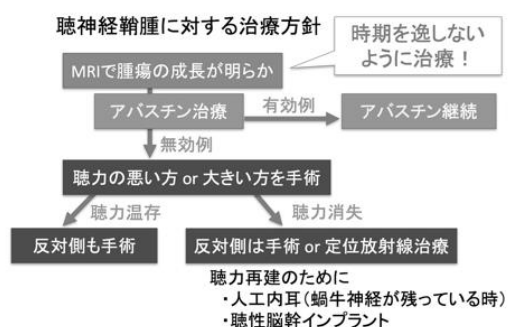 聴神経鞘腫に対する治療方針
時期を逸しない
ように治療！
MRIで腫瘍の成長が明らか
アバスチン治療
有効例
アバスチン継続
無効例
聴力の悪い方 or 大きい方を手術
聴力温存
聴力消失
反対側も手術
反対側は手術 or 定位放射線治療
聴力再建のために
・人工内耳（蝸牛神経が残っている時）
・聴性脳幹インプラント